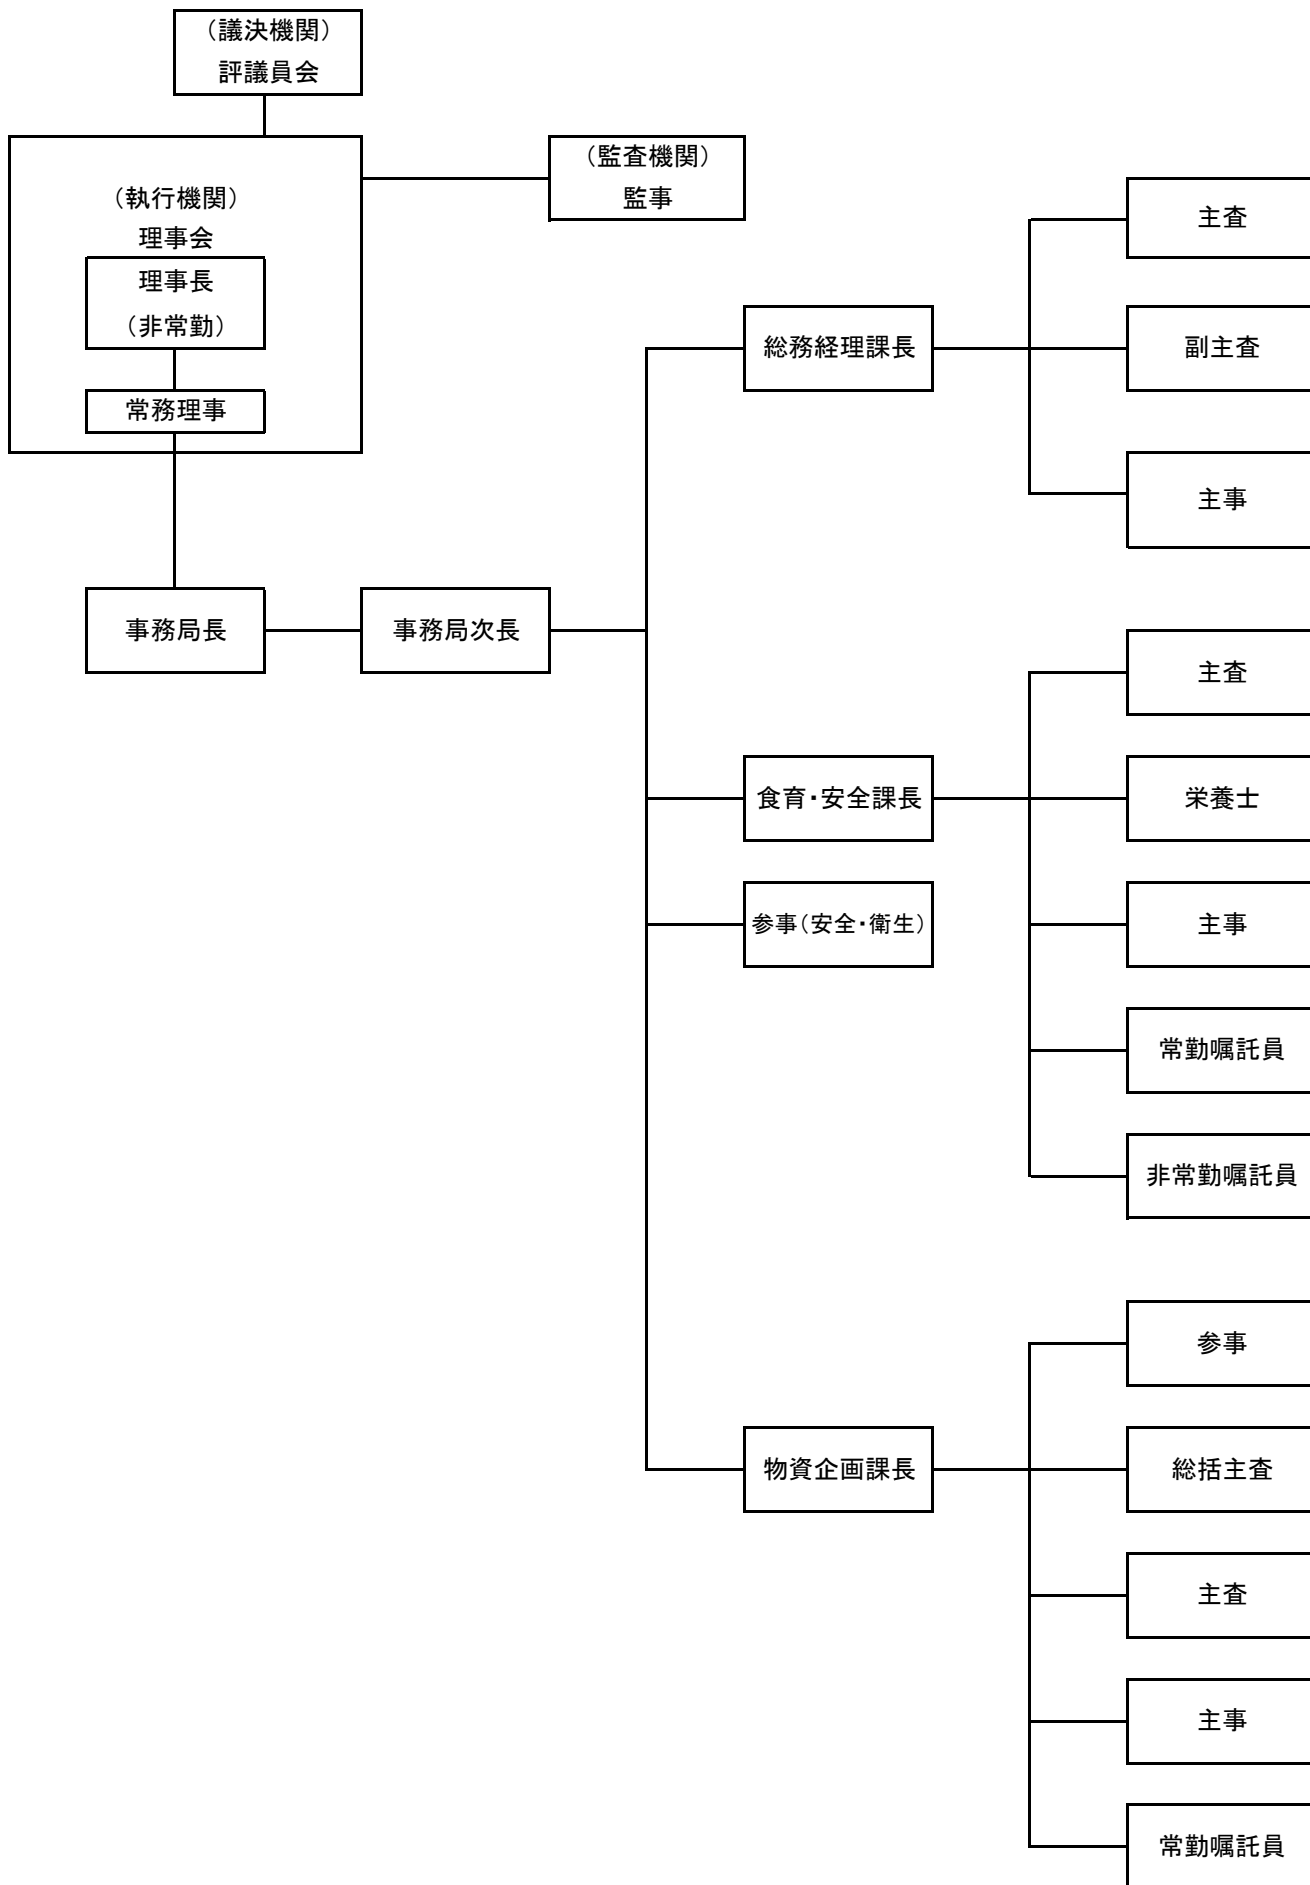 （議決機関）
評議員会
（監査機関）
監事
（執行機関）
理事会
理事長
（非常勤）
常務理事
事務局長
事務局次長
総務経理課長
主査
副主査
主事
食育・安全課長
主査
栄養士
主事
常勤嘱託員
非常勤嘱託員
参事（安全・衛生）
物資企画課長
参事
総括主査
主査
主事
常勤嘱託員